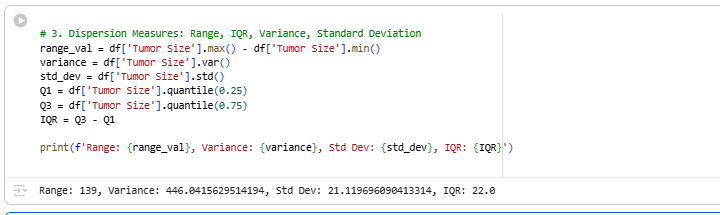 # 3. Dispersion Measures: Range, IQR, Variance, Standard Deviation
range_val = df['Tumor Size'].max() - df['Tumor Size'].min()
variance = df['Tumor Size'].var()
std_dev = df['Tumor Size'].std()
Q1 = df['Tumor Size'].quantile(0.25)
Q3 = df['Tumor Size'].quantile(0.75)
IQR = Q3 - Q1
print(f'Range: {range_val}, Variance: {variance}, Std Dev: {std_dev}, IQR: {IQR}')
Range: 139, Variance: 446.0415629514194, Std Dev: 21.119696090413314, IQR: 22.0